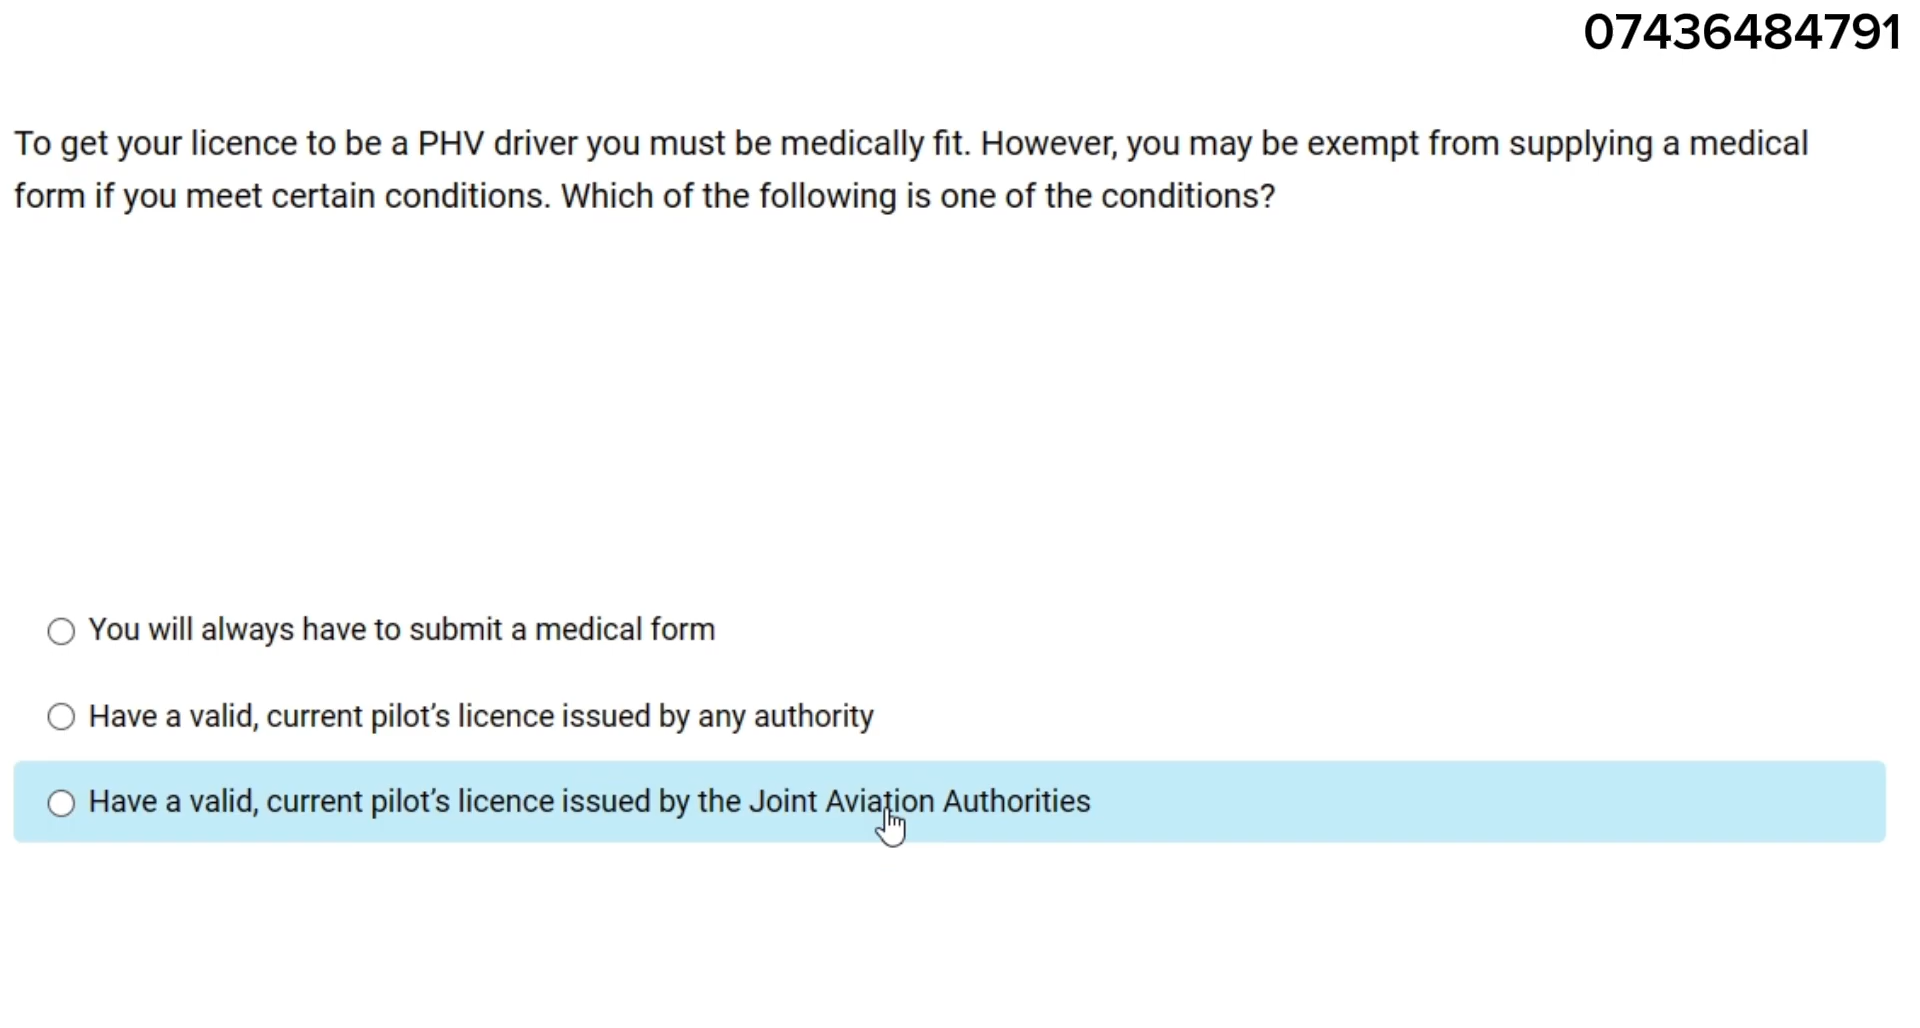 07436484791
To get your licence to be a PHV driver you must be medically fit. However, you may be exempt from supplying a medical
form if you meet certain conditions. Which of the following is one of the conditions?
You will always have to submit a medical form
Have a valid, current pilot’s licence issued by any authority
Have a valid, current pilot’s licence issued by the Joint Aviation Authorities